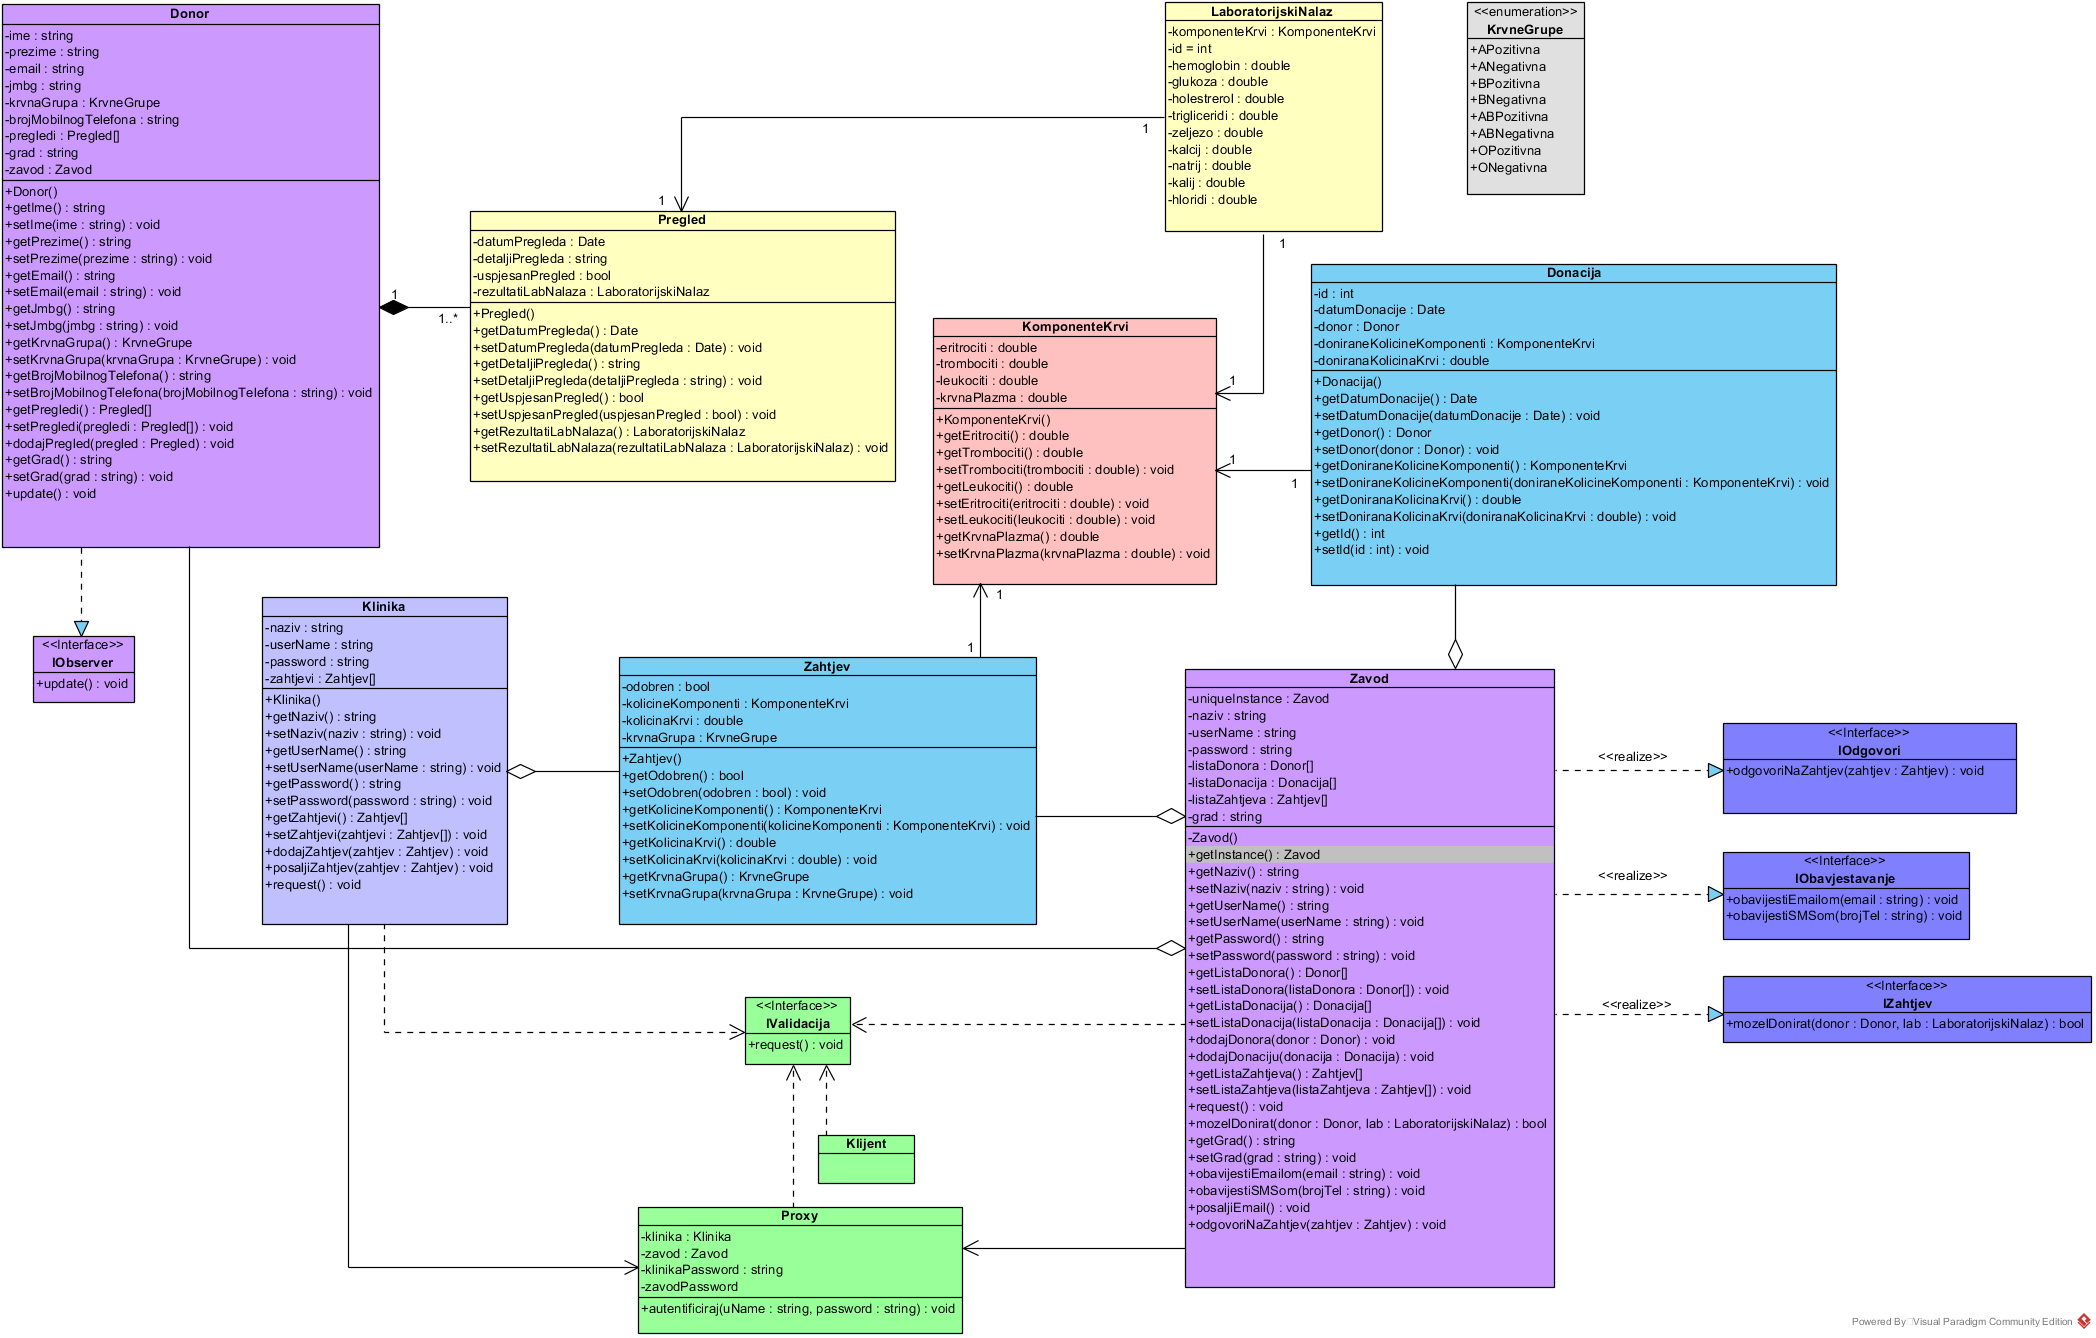 Donor
-ime : string
-prezime : string
-email : string
-jmbg : string
-krvnaGrupa : KrvneGrupe
-brojMobilnogTelefona : string
-pregledi : Pregled[]
-grad : string
-zavod : Zavod
+Donor()
+getIme() : string
+setIme(ime : string) : void
+getPrezime() : string
+setPrezime(prezime : string) : void
+getEmail() : string
+setEmail(email : string) : void
+getJmbg() : string
+setJmbg(jmbg : string) : void
+getKrvnaGrupa() : KrvneGrupe
+setKrvnaGrupa(krvnaGrupa : KrvneGrupe) : void
+getBrojMobilnogTelefona() : string
+setBrojMobilnogTelefona(brojMobilnogTelefona : string) : void
+getPregledi() : Pregled[]
+setPregledi(pregledi : Pregled[]) : void
+dodajPregled(pregled : Pregled) : void
+getGrad() : string
+setGrad(grad : string) : void
+update() : void
1
1..*
1
1
Pregled
-datumPregleda : Date
-detaljiPregleda : string
-uspjesanPregled : bool
-rezultatiLabNalaza : LaboratorijskiNalaz
+Pregled()
+getDatumPregleda() : Date
+setDatumPregleda(datumPregleda : Date) : void
+getDetaljiPregleda() : string
+setDetaljiPregleda(detaljiPregleda : string) : void
+getUspjesanPregled() : bool
+setUspjesanPregled(uspjesanPregled : bool) : void
+getRezultatiLabNalaza() : LaboratorijskiNalaz
+setRezultatiLabNalaza(rezultatiLabNalaza : LaboratorijskiNalaz) : void
LaboratorijskiNalaz
-komponenteKrvi : KomponenteKrvi
-id = int
-hemoglobin : double
-glukoza : double
-holestrerol : double
-trigliceridi : double
-zeljezo : double
-kalcij : double
-natrij : double
-kalij : double
-hloridi : double
1
1
<<enumeration>>
KrvneGrupe
+APozitivna
+ANegativna
+BPozitivna
+BNegativna
+ABPozitivna
+ABNegativna
+OPozitivna
+ONegativna
KomponenteKrvi
-eritrociti : double
-trombociti : double
-leukociti : double
-krvnaPlazma : double
+KomponenteKrvi()
+getEritrociti() : double
+getTrombociti() : double
+setTrombociti(trombociti : double) : void
+getLeukociti() : double
+setEritrociti(eritrociti : double) : void
+setLeukociti(leukociti : double) : void
+getKrvnaPlazma() : double
+setKrvnaPlazma(krvnaPlazma : double) : void
1
1
1
1
Donacija
-id : int
-datumDonacije : Date
-donor : Donor
-doniraneKolicineKomponenti : KomponenteKrvi
-doniranaKolicinaKrvi : double
+Donacija()
+getDatumDonacije() : Date
+setDatumDonacije(datumDonacije : Date) : void
+getDonor() : Donor
+setDonor(donor : Donor) : void
+getDoniraneKolicineKomponenti() : KomponenteKrvi
+setDoniraneKolicineKomponenti(doniraneKolicineKomponenti : KomponenteKrvi) : void
+getDoniranaKolicinaKrvi() : double
+setDoniranaKolicinaKrvi(doniranaKolicinaKrvi : double) : void
+getId() : int
+setId(id : int) : void
<<Interface>>
IObserver
+update() : void
Klinika
-naziv : string
-userName : string
-password : string
-zahtjevi : Zahtjev[]
+Klinika()
+getNaziv() : string
+setNaziv(naziv : string) : void
+getUserName() : string
+setUserName(userName : string) : void
+getPassword() : string
+setPassword(password : string) : void
+getZahtjevi() : Zahtjev[]
+setZahtjevi(zahtjevi : Zahtjev[]) : void
+dodajZahtjev(zahtjev : Zahtjev) : void
+posaljiZahtjev(zahtjev : Zahtjev) : void
+request() : void
1
Zahtjev
-odobren : bool
-kolicineKomponenti : KomponenteKrvi
-kolicinaKrvi : double
-krvnaGrupa : KrvneGrupe
+Zahtjev()
+getOdobren() : bool
+setOdobren(odobren : bool) : void
+getKolicineKomponenti() : KomponenteKrvi
+setKolicineKomponenti(kolicineKomponenti : KomponenteKrvi) : void
+getKolicinaKrvi() : double
+setKolicinaKrvi(kolicinaKrvi : double) : void
+getKrvnaGrupa() : KrvneGrupe
+setKrvnaGrupa(krvnaGrupa : KrvneGrupe) : void
Zavod
-uniqueInstance : Zavod
-naziv : string
-userName : string
-password : string
-listaDonora : Donor[]
-listaDonacija : Donacija[]
-listaZahtjeva : Zahtjev[]
-grad : string
-Zavod()
+getInstance() : Zavod
+getNaziv() : string
+setNaziv(naziv : string) : void
+getUserName() : string
+setUserName(userName : string) : void
+getPassword() : string
+setPassword(password : string) : void
+getListaDonora() : Donor[]
+setListaDonora(listaDonora : Donor[]) : void
+getListaDonacija() : Donacija[]
+setListaDonacija(listaDonacija : Donacija[]) : void
+dodajDonora(donor : Donor) : void
+dodajDonaciju(donacija : Donacija) : void
+getListaZahtjeva() : Zahtjev[]
+setListaZahtjeva(listaZahtjeva : Zahtjev[]) : void
+request() : void
+mozelDonirat(donor : Donor, lab : LaboratorijskiNalaz) : bool
+getGrad() : string
+setGrad(grad : string) : void
+obavijestiEmailom(email : string) : void
+obavijestiSMSom(brojTel : string) : void
+posaljiEmail() : void
+odgovoriNaZahtjev(zahtjev : Zahtjev) : void
<<realize>>
<<Interface>>
IOdgovori
+odgovoriNaZahtjev(zahtjev : Zahtjev) : void
<<realize>>
<<Interface>>
IObavjestavanje
+obavijestiEmailom(email : string) : void
+obavijestiSMSom(brojTel : string) : void
<<realize>>
<<Interface>>
IZahtjev
+mozelDonirat(donor : Donor, lab : LaboratorijskiNalaz) : bool
<<Interface>>
IValidacija
+request() : void
Klijent
Proxy
-klinika : Klinika
-zavod : Zavod
-klinikaPassword : string
-zavodPassword
+autentificiraj(uName : string, password : string) : void
Powered By Visual Paradigm Community Edition